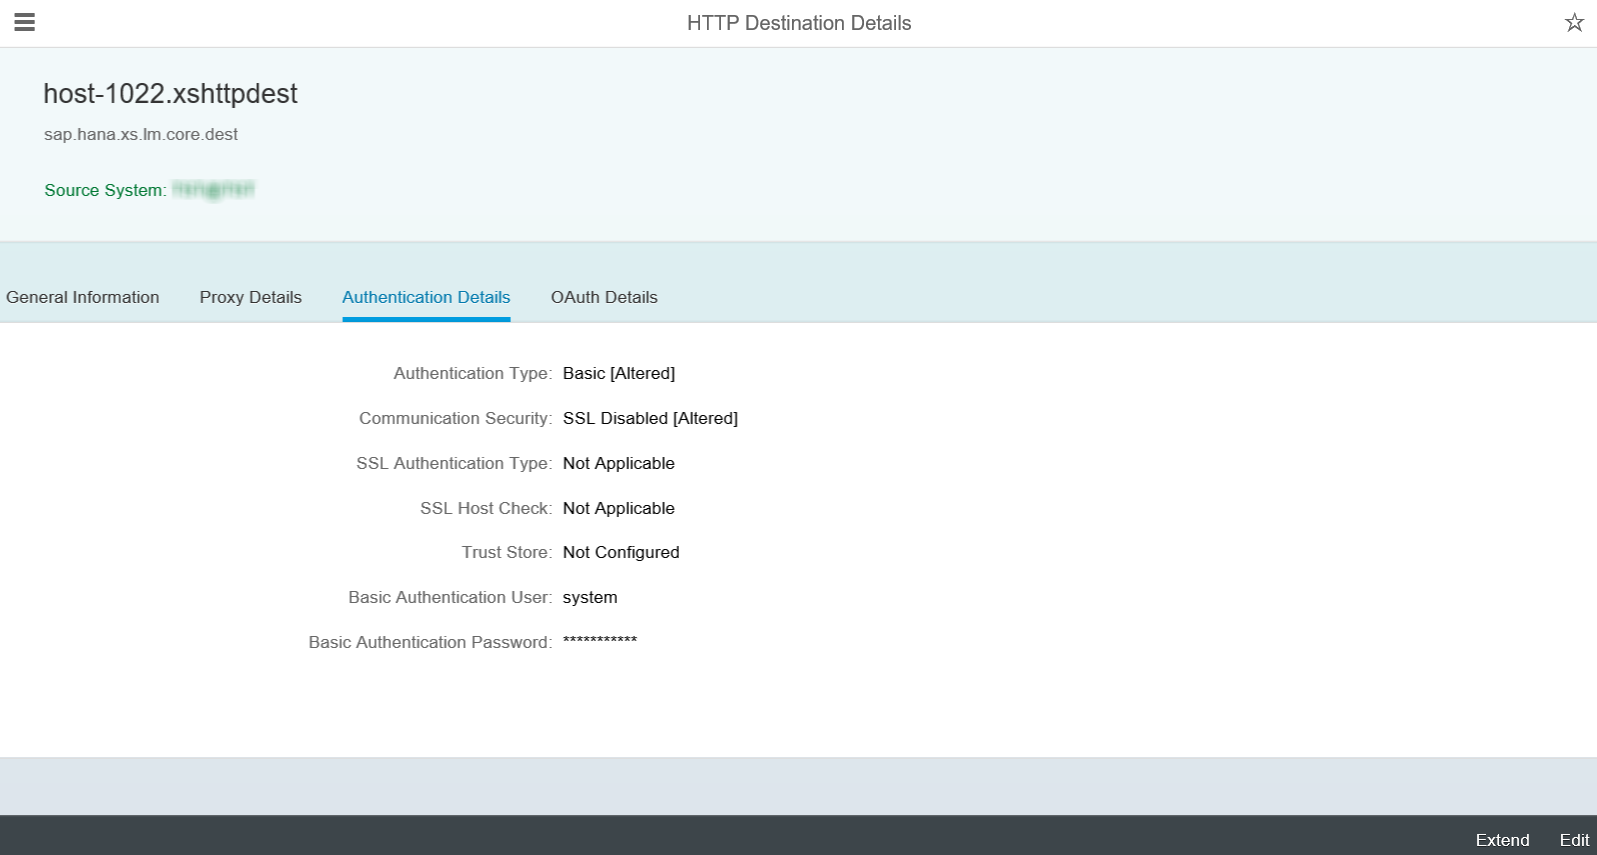 HTTP Destination Details
host-1022.xshttpdest
sap.hana.xs.lm.core.dest
Source System:
General Information Proxy Details Authentication Details OAuth Details
Authentication Type: Basic [Altered]
Communication Security: SSL Disabled [Altered]
SSL Authentication Type: Not Applicable
SSL Host Check: Not Applicable
Trust Store: Not Configured
Basic Authentication User: system
Basic Authentication Password: ***********
Extend Edit